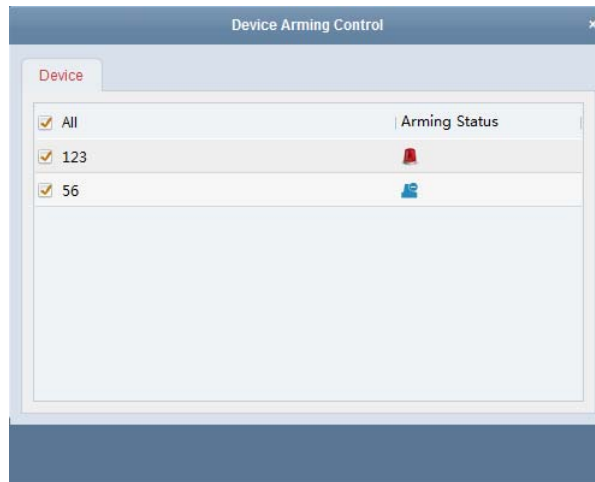 Device Arming Control
Device
All Arming Status
123
56